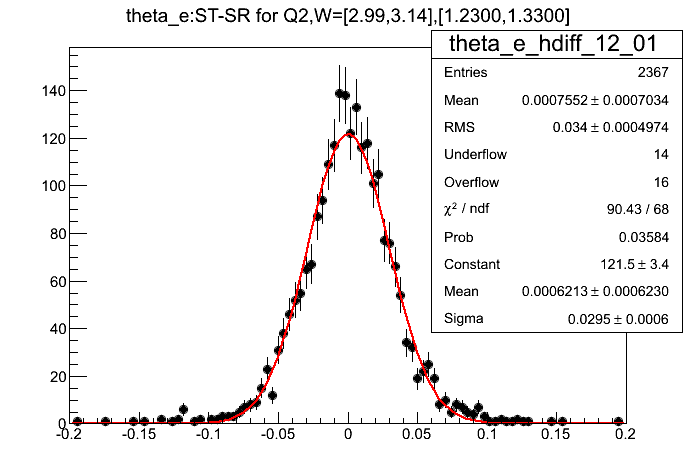 theta_e:ST-SR for Q2,W=[2.99,3.14],[1.2300,1.3300]
theta_e_hdiff_12_01
Entries 2367
Mean 0.0007552 ± 0.0007034
RMS 0.034 ± 0.0004974
Underflow 14
Overflow 16
χ² / ndf 90.43 / 68
Prob 0.03584
Constant 121.5 ± 3.4
Mean 0.0006213 ± 0.0006230
Sigma 0.0295 ± 0.0006
140
120
100
80
60
40
20
0
-0.2 -0.15 -0.1 -0.05 0 0.05 0.1 0.15 0.2